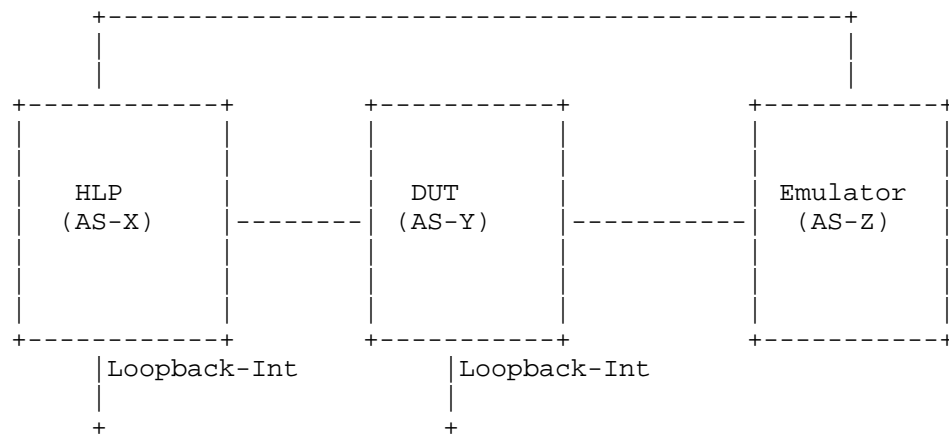 HLP DUT Emulator
(AS-X) (AS-Y) (AS-Z)
Loopback-Int Loopback-Int